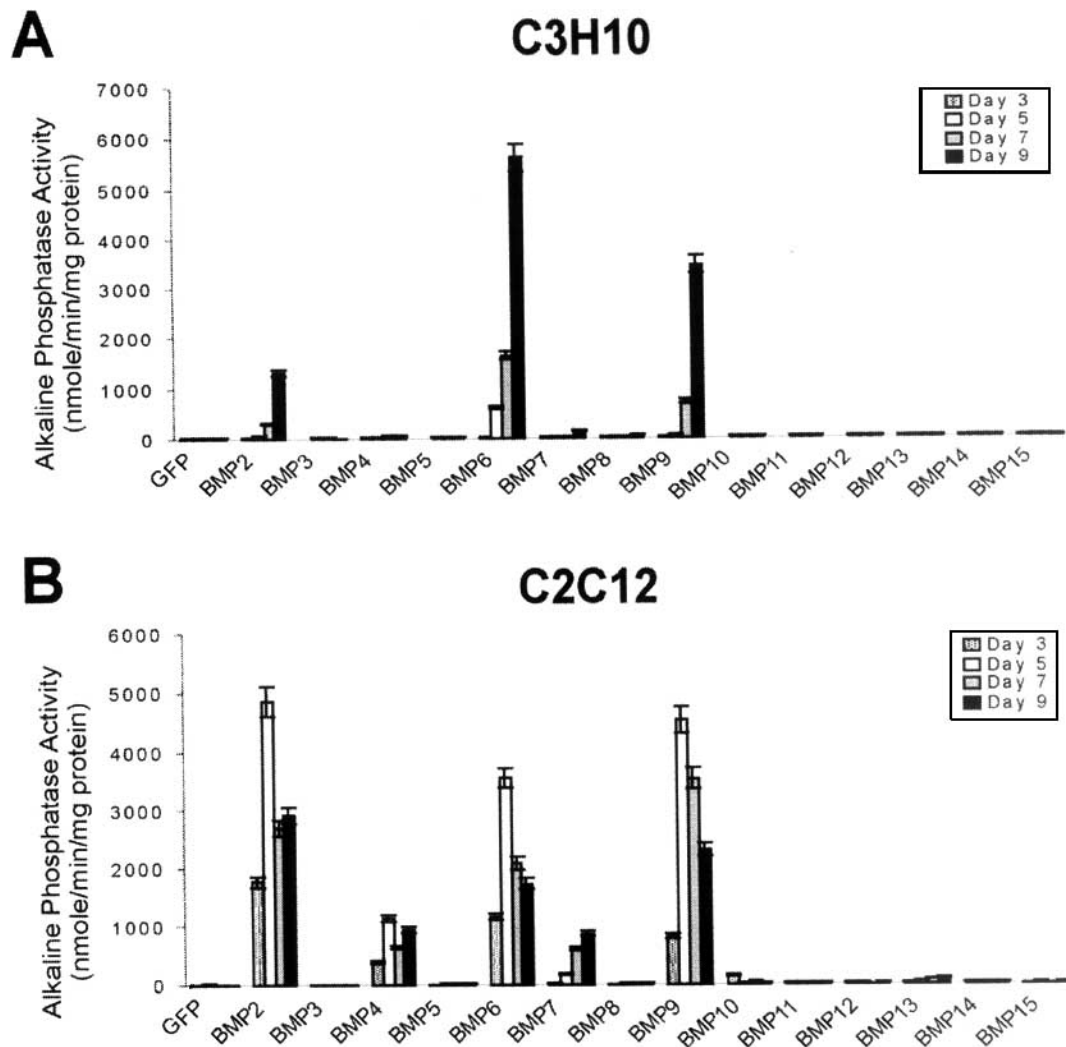 A
C3H10
7000
6000
5000
4000
3000
2000
1000
0
Alkaline Phosphatase Activity
(nmole/min/mg protein)
Day 3
Day 5
Day 7
Day 9
GFP
BMP2
BMP3
BMP4
BMP5
BMP6
BMP7
BMP8
BMP9
BMP10
BMP11
BMP12
BMP13
BMP14
BMP15
B
C2C12
6000
5000
4000
3000
2000
1000
0
Alkaline Phosphatase Activity
(nmole/min/mg protein)
Day 3
Day 5
Day 7
Day 9
GFP
BMP2
BMP3
BMP4
BMP5
BMP6
BMP7
BMP8
BMP9
BMP10
BMP11
BMP12
BMP13
BMP14
BMP15